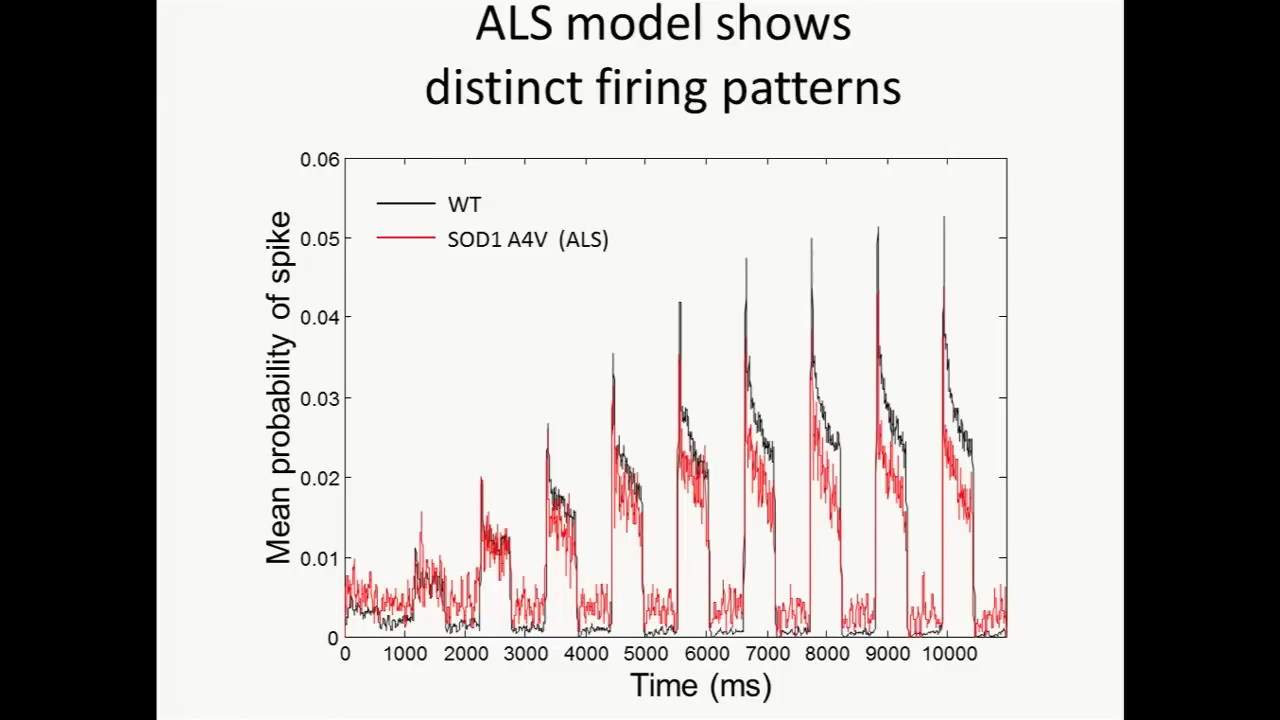 ALS model shows
distinct firing patterns
WT
SOD1 A4V (ALS)
Mean probability of spike
0.06
0.05
0.04
0.03
0.02
0.01
0
0 1000 2000 3000 4000 5000 6000 7000 8000 9000 10000
Time (ms)